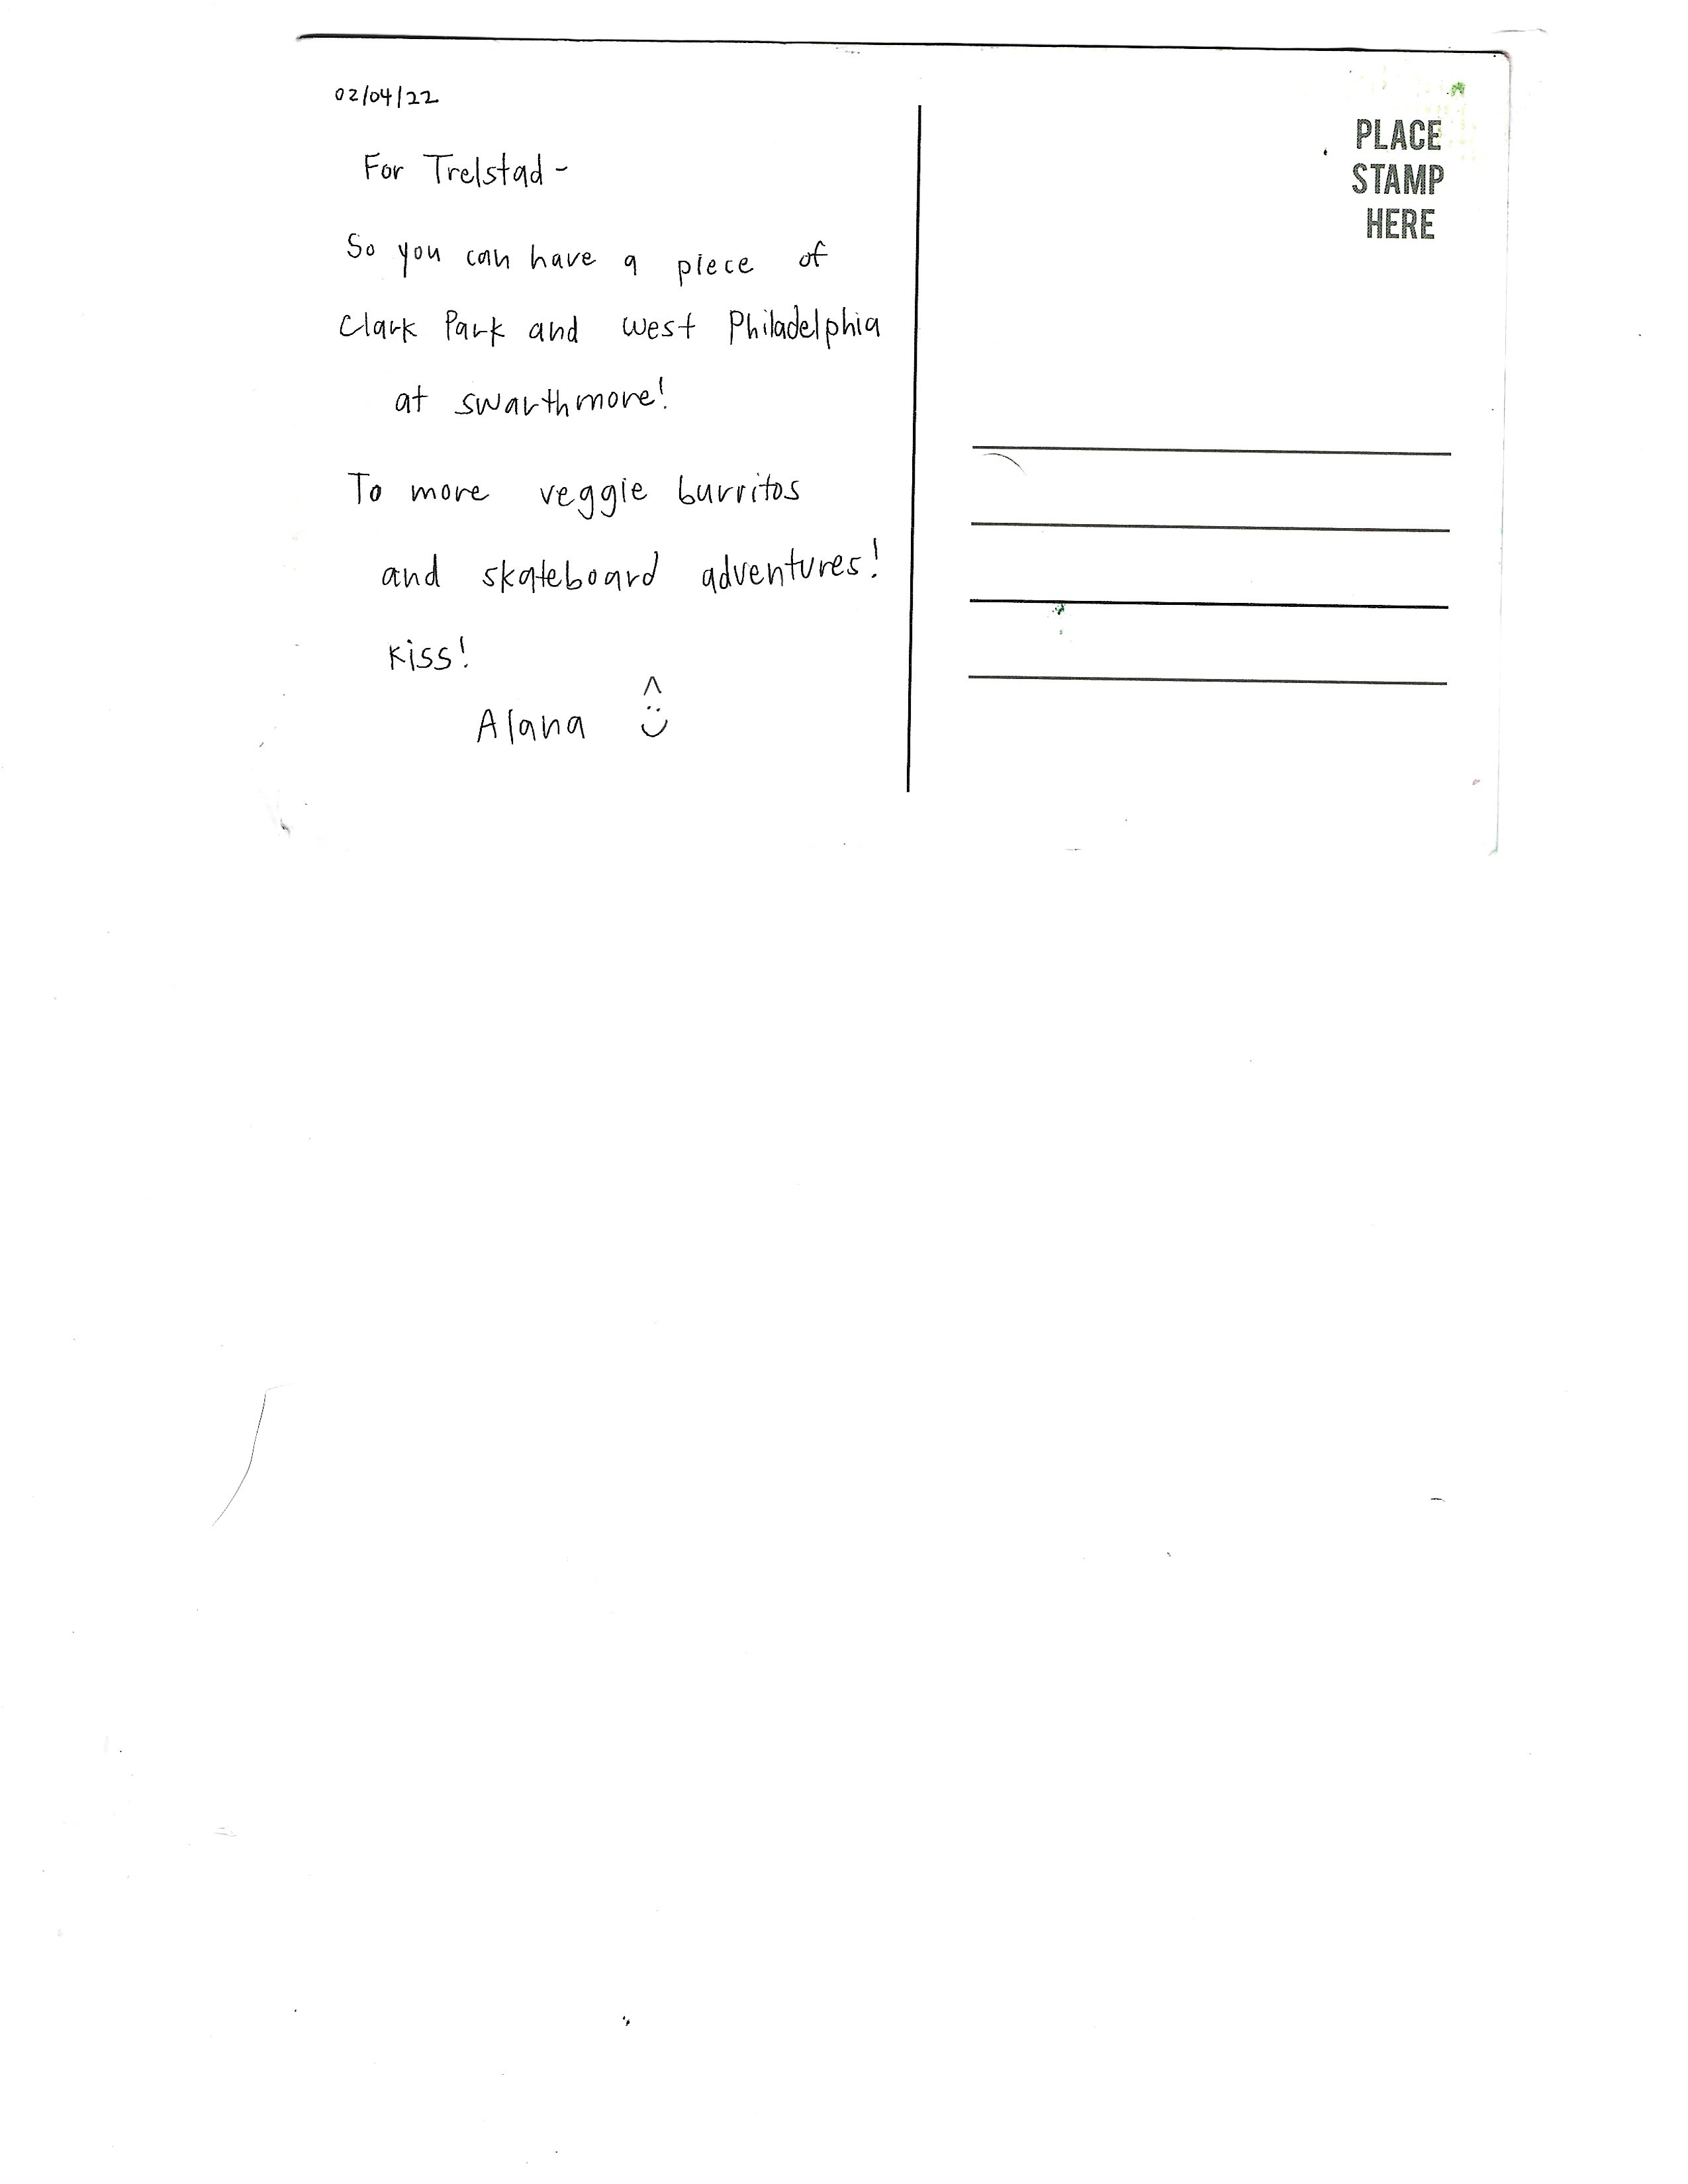 02/04/22
For Trelstad-
So you can have a piece of
Clark Park and West Philadelphia
at swarthmore!
To more veggie burritos
and skateboard adventures!
kiss!
Alana
PLACE
STAMP
HERE